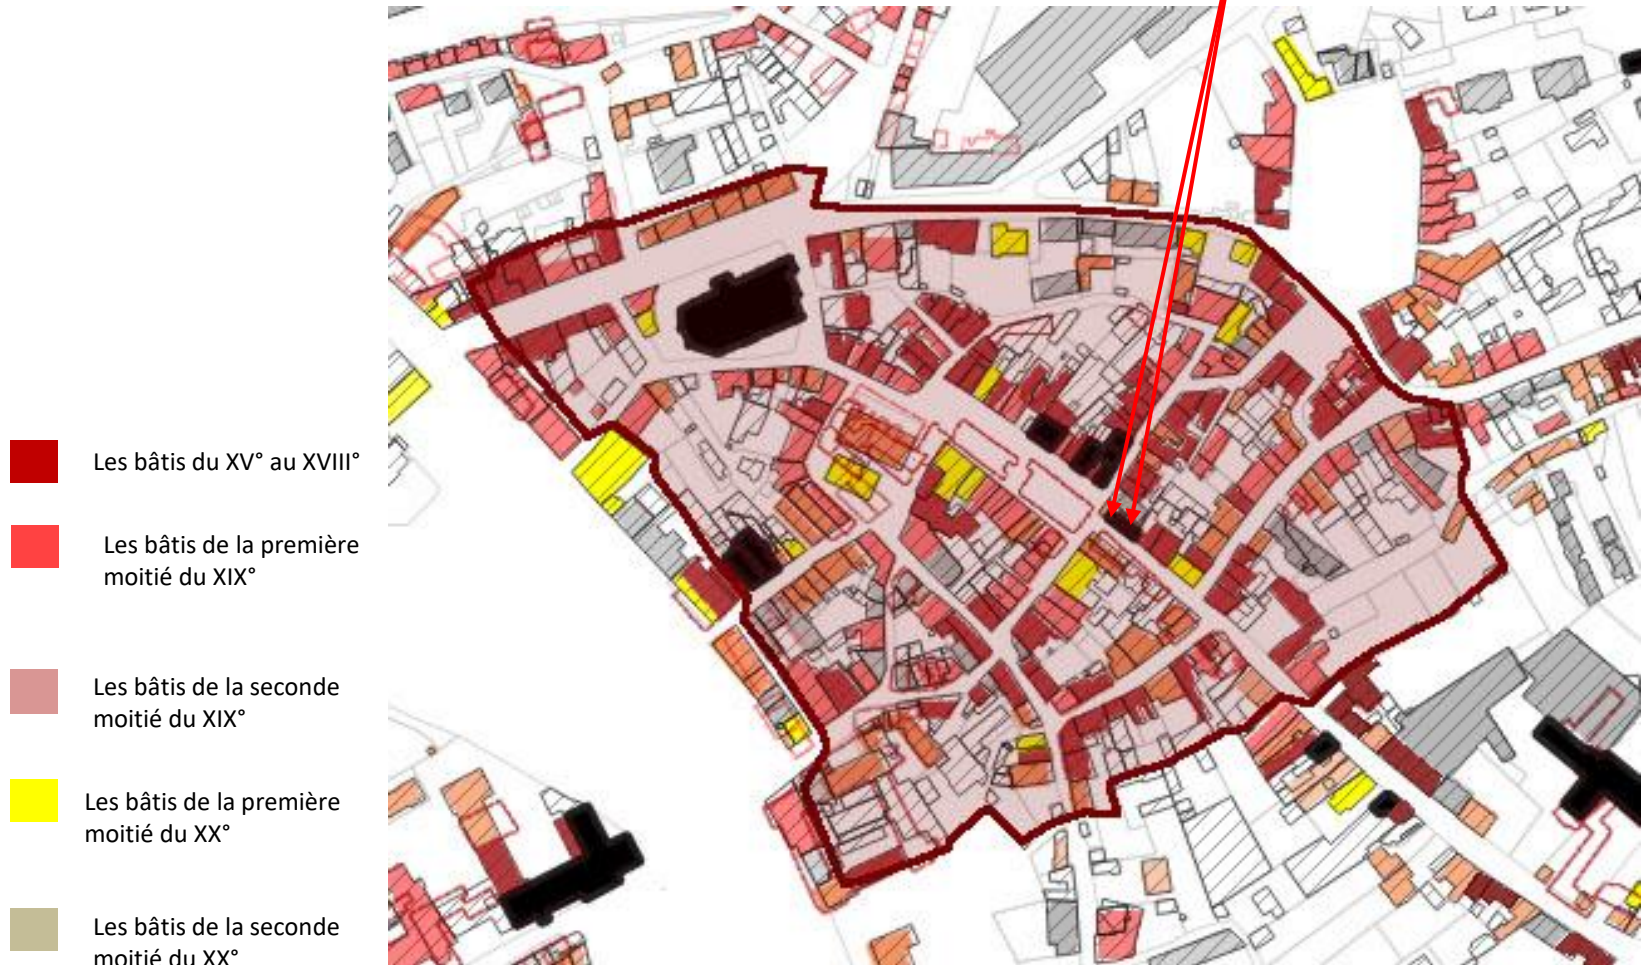 Les bâtis du XV° au XVIII°
Les bâtis de la première
moitié du XIX°
Les bâtis de la seconde
moitié du XIX°
Les bâtis de la première
moitié du XX°
Les bâtis de la seconde
moitié du XX°